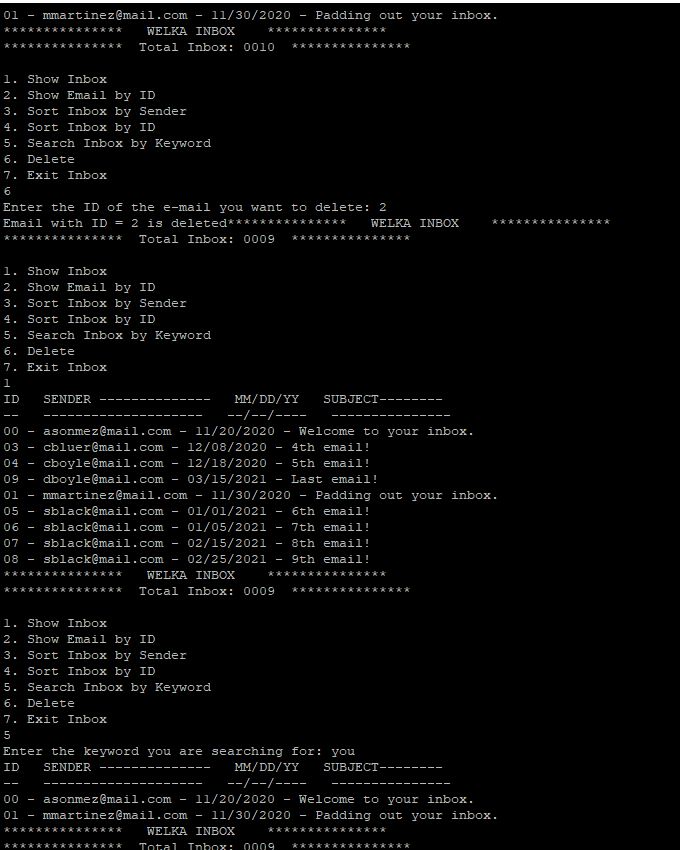 01 - mmartinez@mail.com - 11/30/2020 - Padding out your inbox.
***************   WELKA INBOX    ***************
***************  Total Inbox: 0010  ***************
1. Show Inbox
2. Show Email by ID
3. Sort Inbox by Sender
4. Sort Inbox by ID
5. Search Inbox by Keyword
6. Delete
7. Exit Inbox
6
Enter the ID of the e-mail you want to delete: 2
Email with ID = 2 is deleted***************   WELKA INBOX    ***************
***************  Total Inbox: 0009  ***************
1. Show Inbox
2. Show Email by ID
3. Sort Inbox by Sender
4. Sort Inbox by ID
5. Search Inbox by Keyword
6. Delete
7. Exit Inbox
1
ID   SENDER --------------   MM/DD/YY   SUBJECT--------
--   --------------------   --/--/----   ---------------
00 - asonmez@mail.com - 11/20/2020 - Welcome to your inbox.
03 - cbluer@mail.com - 12/08/2020 - 4th email!
04 - cboyle@mail.com - 12/18/2020 - 5th email!
09 - dboyle@mail.com - 03/15/2021 - Last email!
01 - mmartinez@mail.com - 11/30/2020 - Padding out your inbox.
05 - sblack@mail.com - 01/01/2021 - 6th email!
06 - sblack@mail.com - 01/05/2021 - 7th email!
07 - sblack@mail.com - 02/15/2021 - 8th email!
08 - sblack@mail.com - 02/25/2021 - 9th email!
***************   WELKA INBOX    ***************
***************  Total Inbox: 0009  ***************
1. Show Inbox
2. Show Email by ID
3. Sort Inbox by Sender
4. Sort Inbox by ID
5. Search Inbox by Keyword
6. Delete
7. Exit Inbox
5
Enter the keyword you are searching for: you
ID   SENDER --------------   MM/DD/YY   SUBJECT--------
--   --------------------   --/--/----   ---------------
00 - asonmez@mail.com - 11/20/2020 - Welcome to your inbox.
01 - mmartinez@mail.com - 11/30/2020 - Padding out your inbox.
***************   WELKA INBOX    ***************
***************  Total Inbox: 0009  ***************